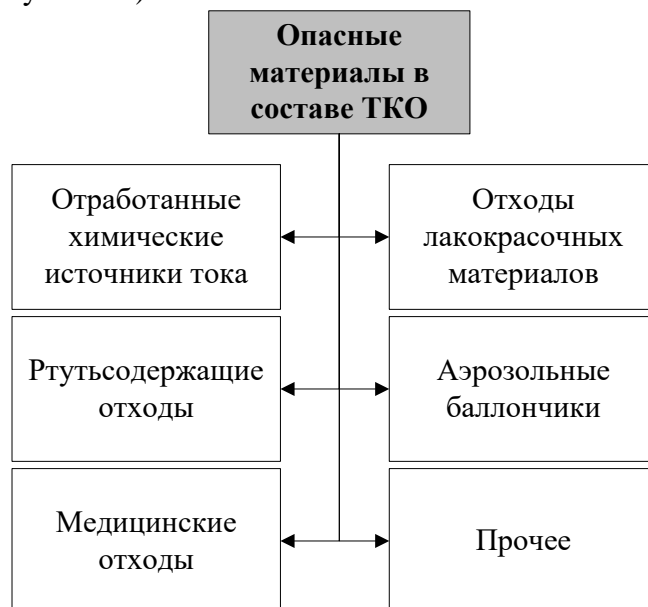 Опасные
материалы в
составе ТКО
Отработанные
химические
источники тока
Отходы
лакокрасочных
материалов
Ртутьсодержащие
отходы
Аэрозольные
баллончики
Медицинские
отходы
Прочее